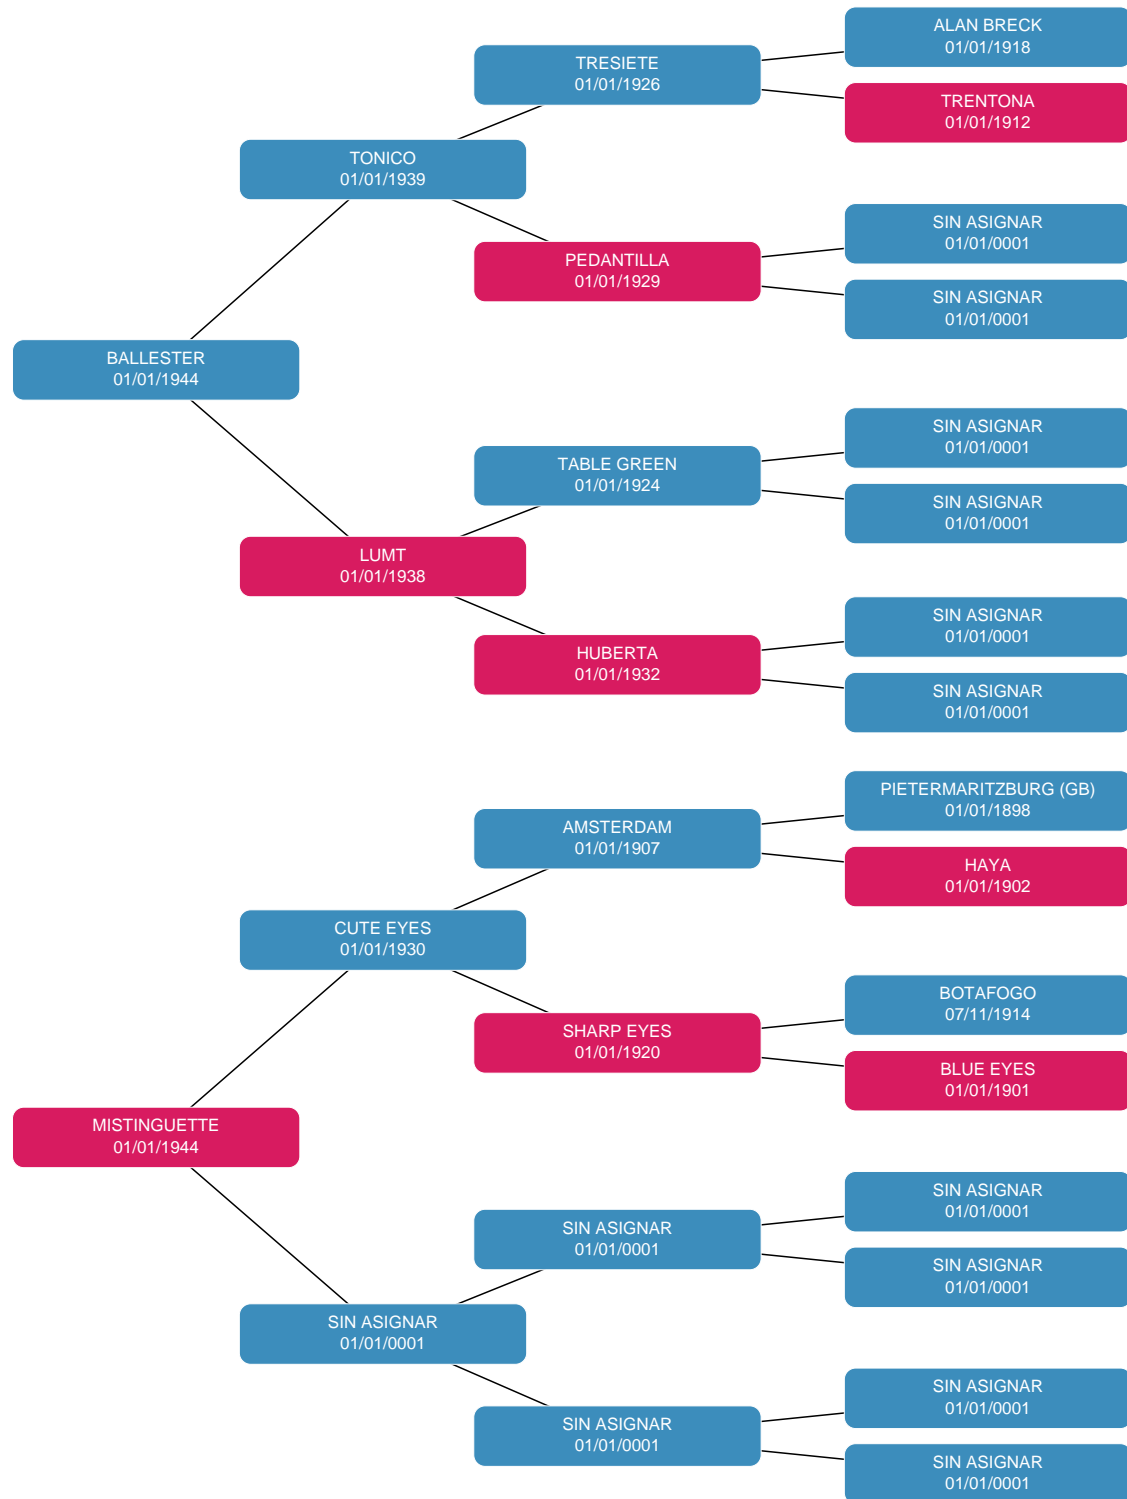 ALAN BRECK
01/01/1918
TRESIETE
01/01/1926
TRENTONA
01/01/1912
TONICO
01/01/1939
SIN ASIGNAR
01/01/0001
PEDANTILLA
01/01/1929
SIN ASIGNAR
01/01/0001
BALLESTER
01/01/1944
SIN ASIGNAR
01/01/0001
TABLE GREEN
01/01/1924
SIN ASIGNAR
01/01/0001
LUMT
01/01/1938
SIN ASIGNAR
01/01/0001
HUBERTA
01/01/1932
SIN ASIGNAR
01/01/0001
PIETERMARITZBURG (GB)
01/01/1898
AMSTERDAM
01/01/1907
HAYA
01/01/1902
CUTE EYES
01/01/1930
BOTAFOGO
07/11/1914
SHARP EYES
01/01/1920
BLUE EYES
01/01/1901
MISTINGUETTE
01/01/1944
SIN ASIGNAR
01/01/0001
SIN ASIGNAR
01/01/0001
SIN ASIGNAR
01/01/0001
SIN ASIGNAR
01/01/0001
SIN ASIGNAR
01/01/0001
SIN ASIGNAR
01/01/0001
SIN ASIGNAR
01/01/0001